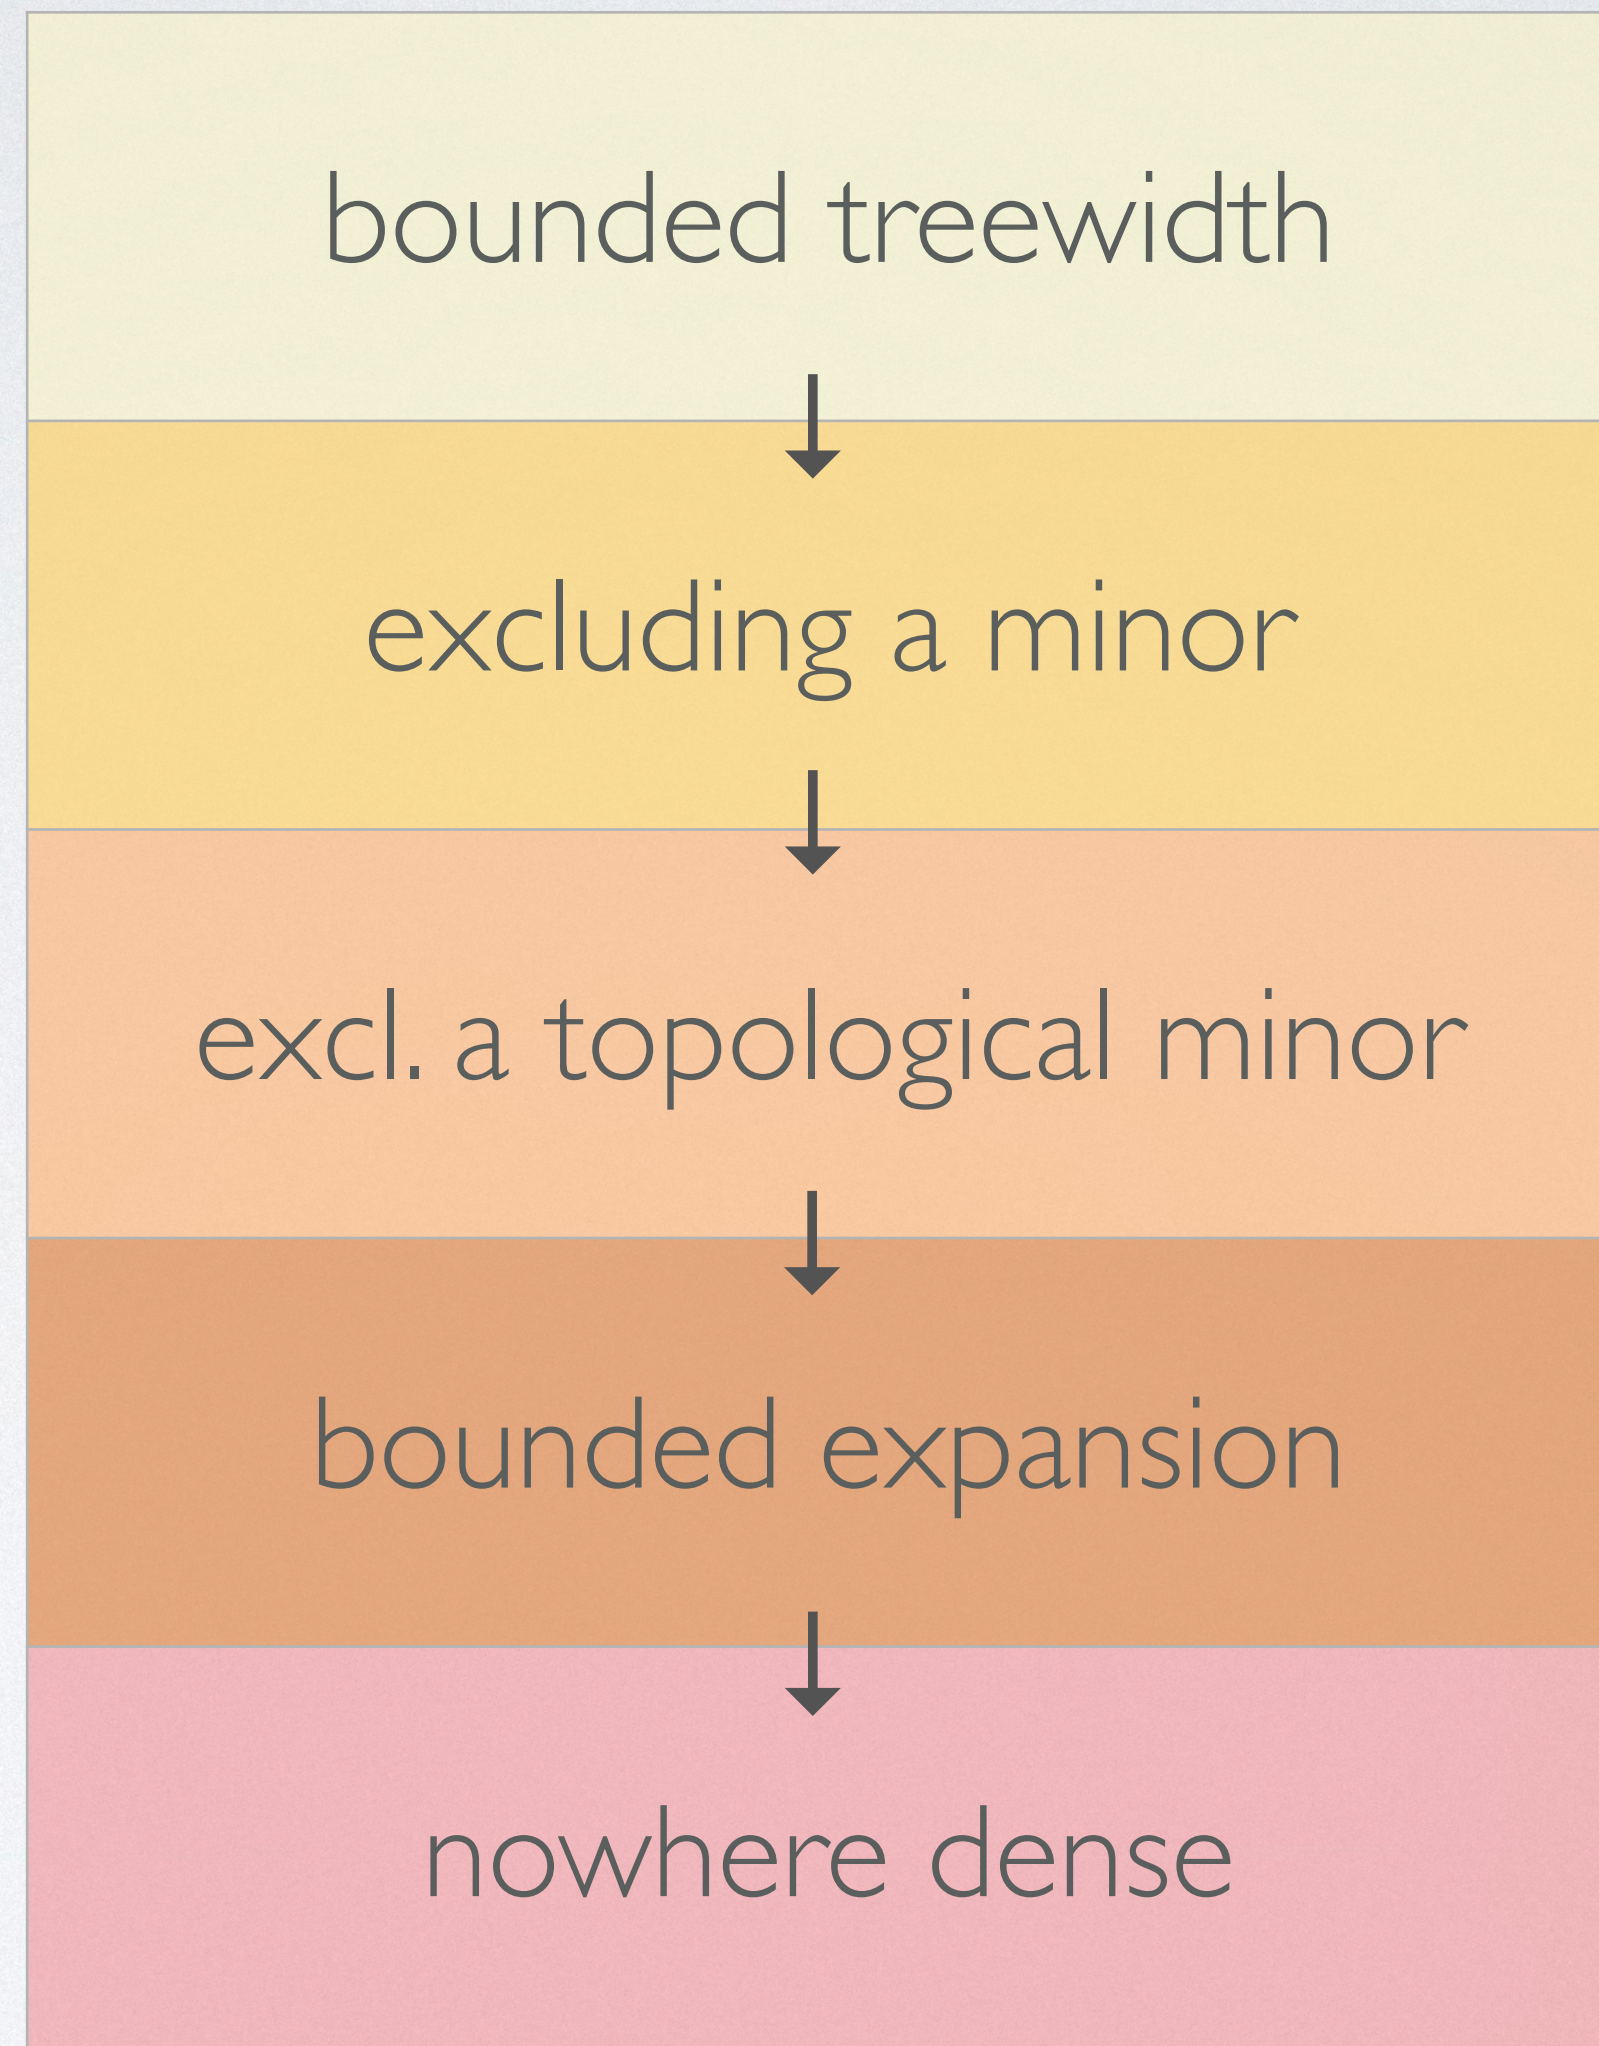 bounded treewidth
excluding a minor
excl. a topological minor
bounded expansion
nowhere dense